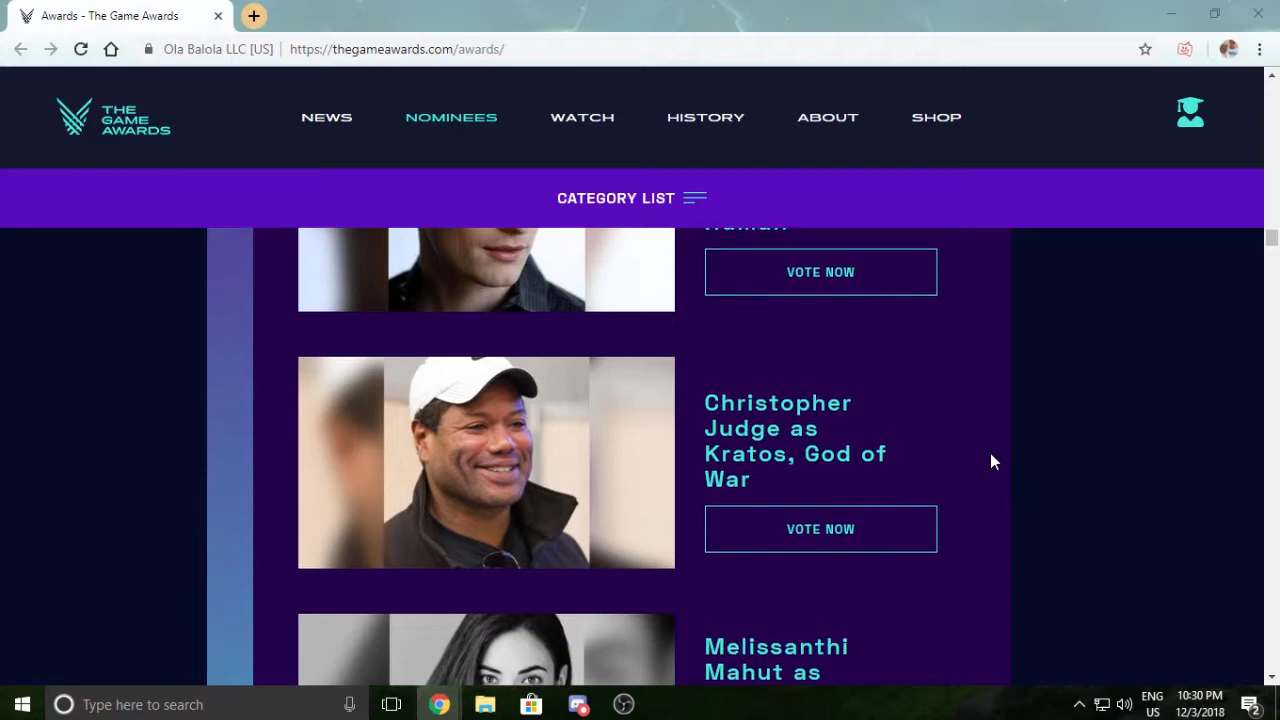 Awards - The Game Awards
Ola Balola LLC [US] https://thegameawards.com/awards/
THE
GAME
AWARDS
NEWS NOMINEES WATCH HISTORY ABOUT SHOP
CATEGORY LIST
VOTE NOW
Christopher
Judge as
Kratos, God of
War
VOTE NOW
Melissanthi
Mahut as
Type here to search
ENG
US
10:30 PM
12/3/2018
2